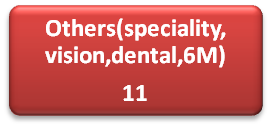 Others(speciality,
vision,dental,6M)
11